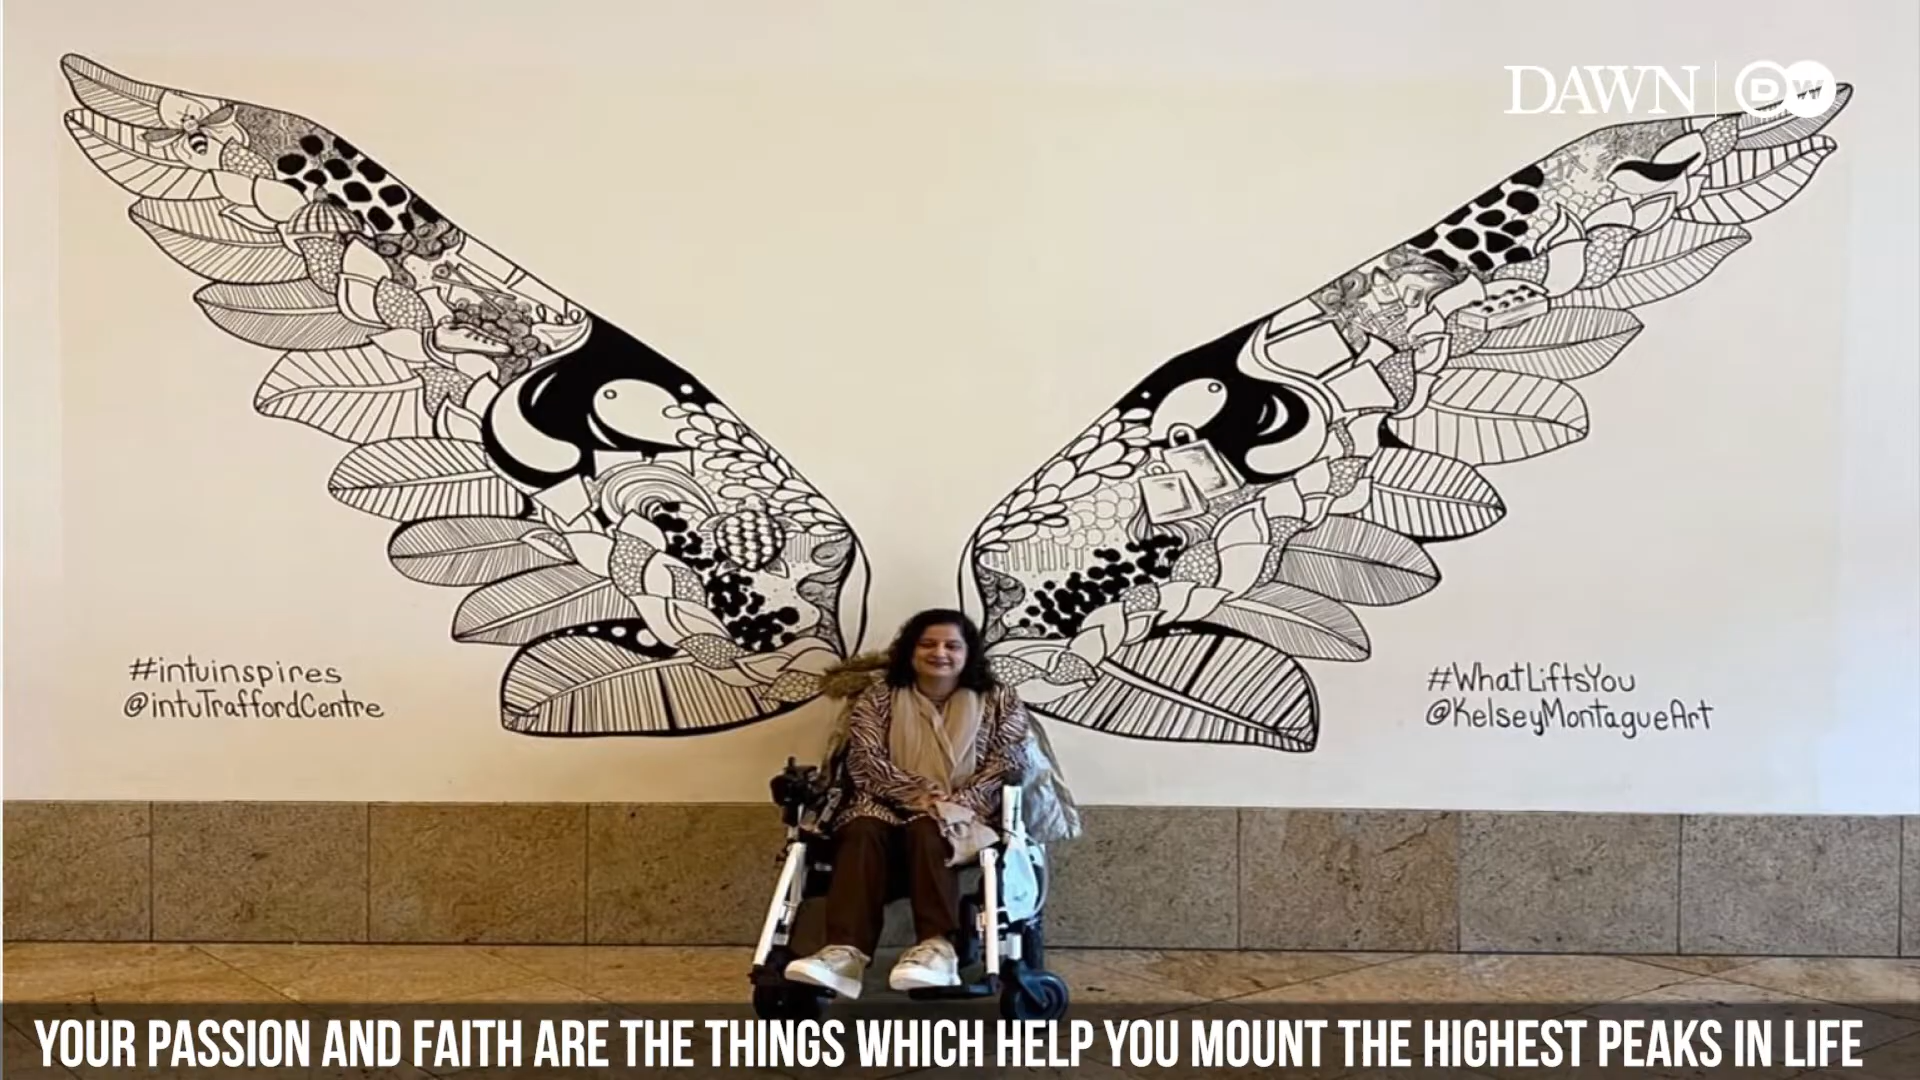 DAWN | DW
#intuinspires
@intuTraffordCentre
#WhatLiftsYou
@KelseyMontagueArt
YOUR PASSION AND FAITH ARE THE THINGS WHICH HELP YOU MOUNT THE HIGHEST PEAKS IN LIFE